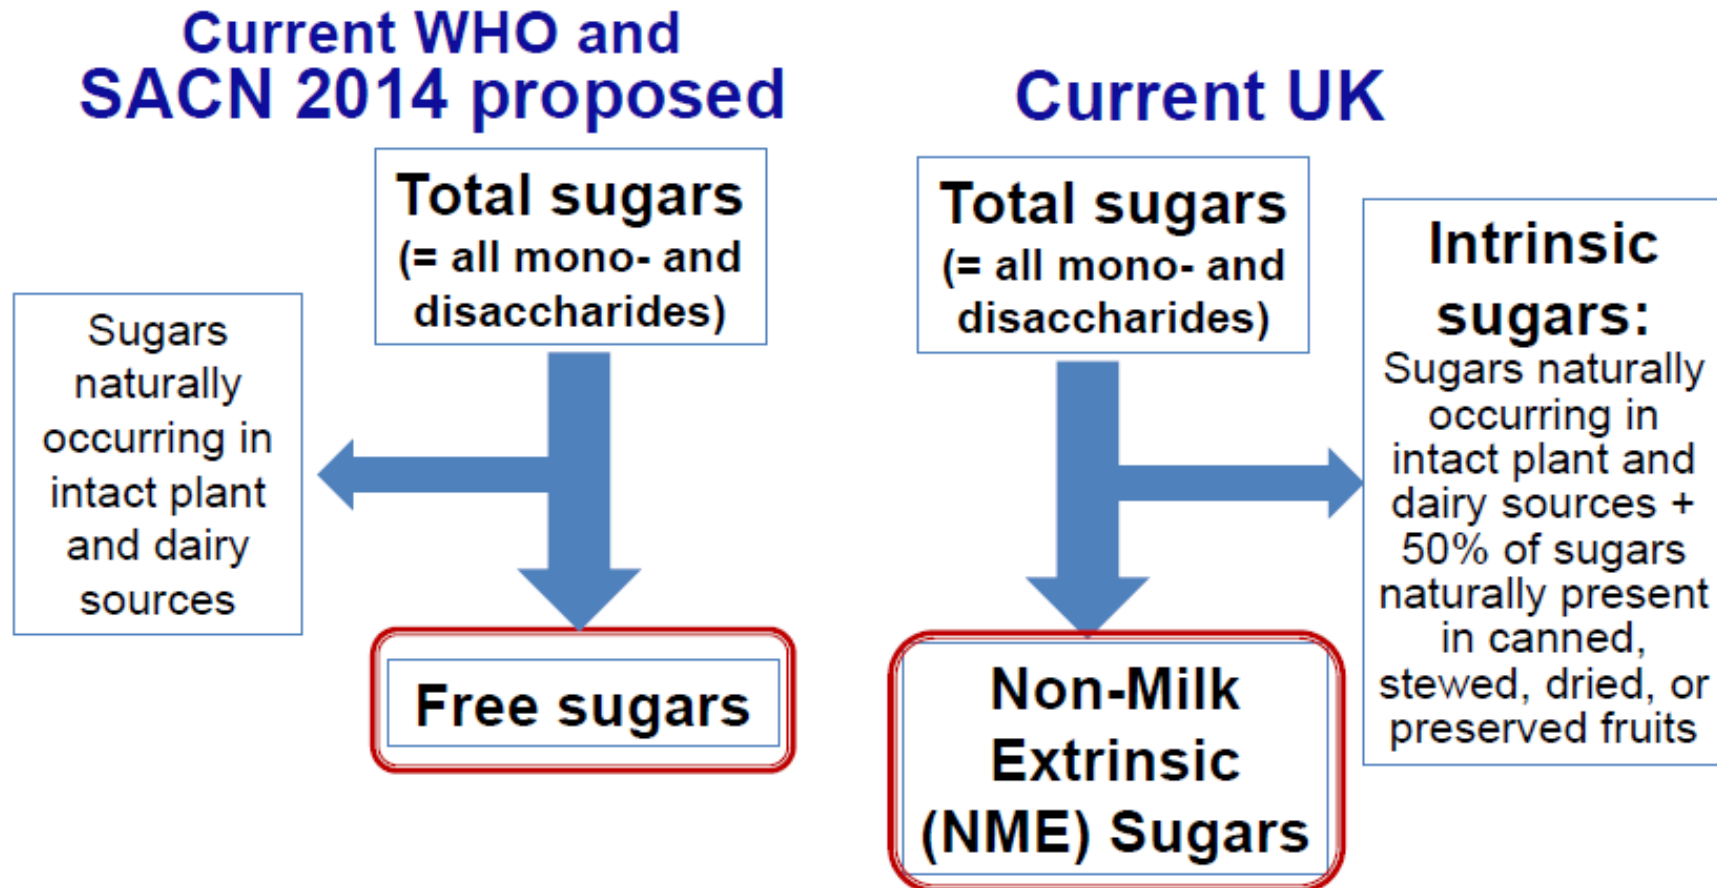 Current WHO and
SACN 2014 proposed
Total sugars
(= all mono- and
disaccharides)
Sugars
naturally
occurring in
intact plant
and dairy
sources
Free sugars
Current UK
Total sugars
(= all mono- and
disaccharides)
Intrinsic
sugars:
Sugars naturally
occurring in
intact plant and
dairy sources +
50% of sugars
naturally present
in canned,
stewed, dried, or
preserved fruits
Non-Milk
Extrinsic
(NME) Sugars